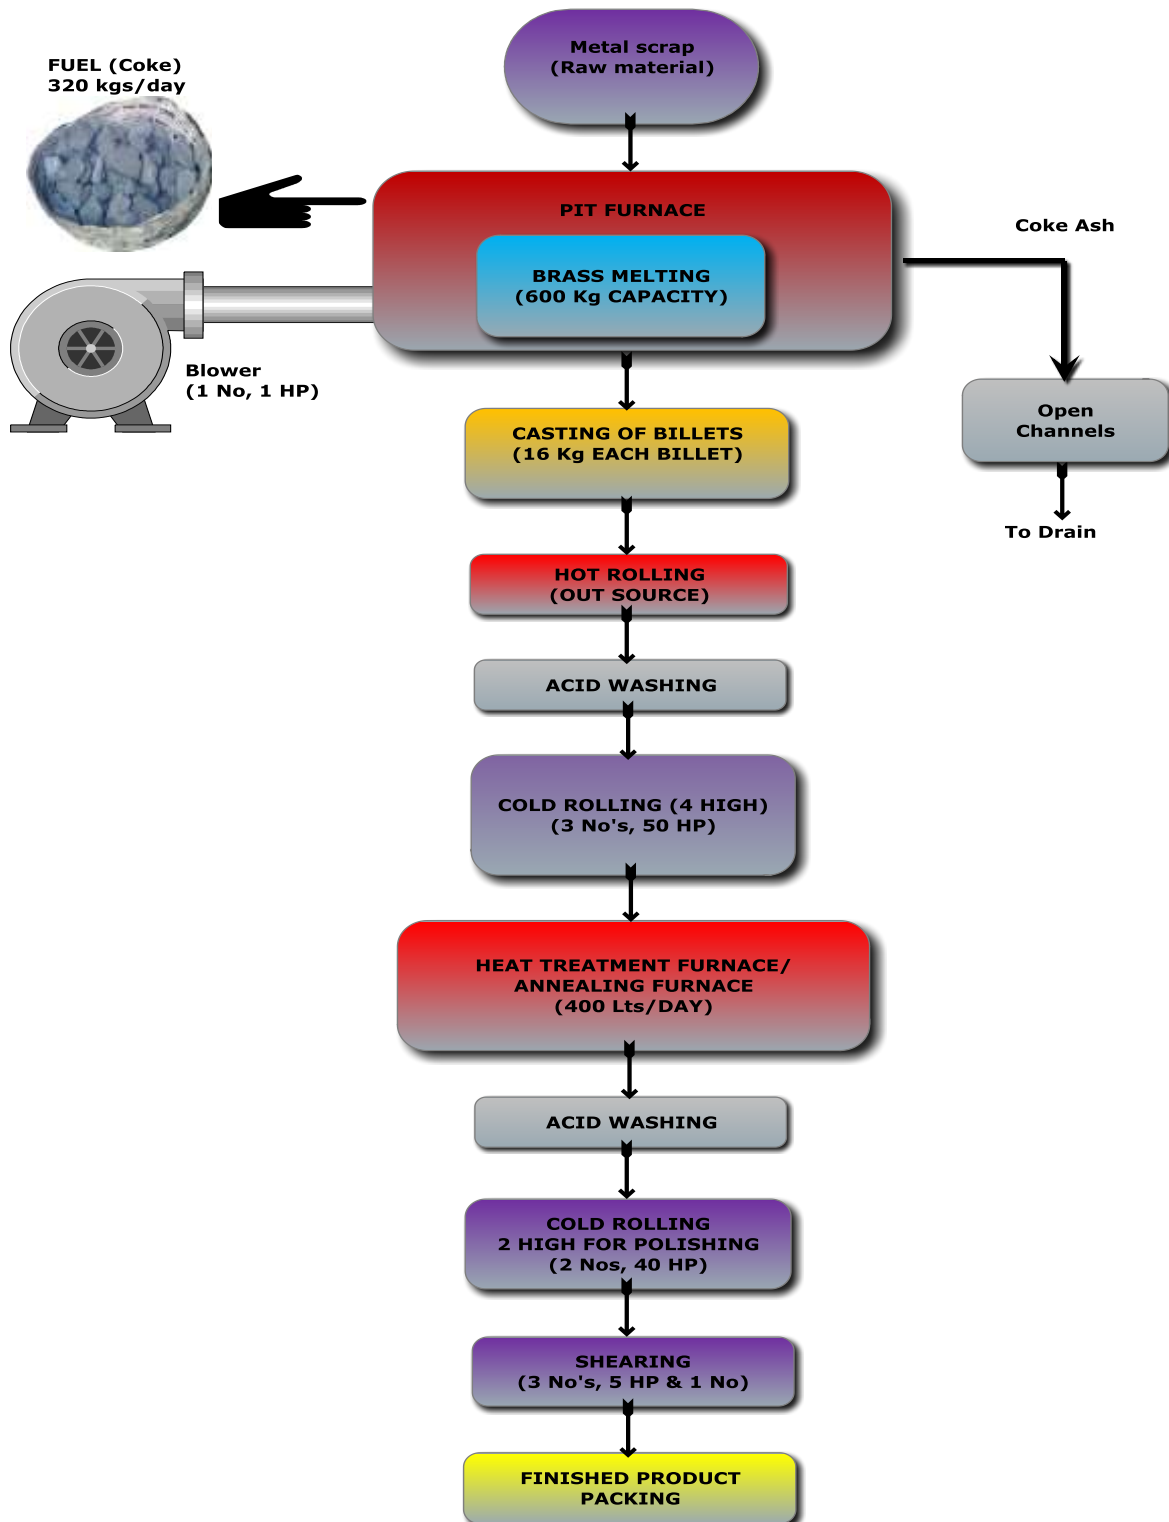 Metal scrap
(Raw material)
FUEL (Coke)
320 kgs/day
PIT FURNACE
BRASS MELTING
(600 Kg CAPACITY)
Coke Ash
Blower
(1 No, 1 HP)
Open
Channels
To Drain
CASTING OF BILLETS
(16 Kg EACH BILLET)
HOT ROLLING
(OUT SOURCE)
ACID WASHING
COLD ROLLING (4 HIGH)
(3 No's, 50 HP)
HEAT TREATMENT FURNACE/
ANNEALING FURNACE
(400 Lts/DAY)
ACID WASHING
COLD ROLLING
2 HIGH FOR POLISHING
(2 Nos, 40 HP)
SHEARING
(3 No's, 5 HP & 1 No)
FINISHED PRODUCT
PACKING